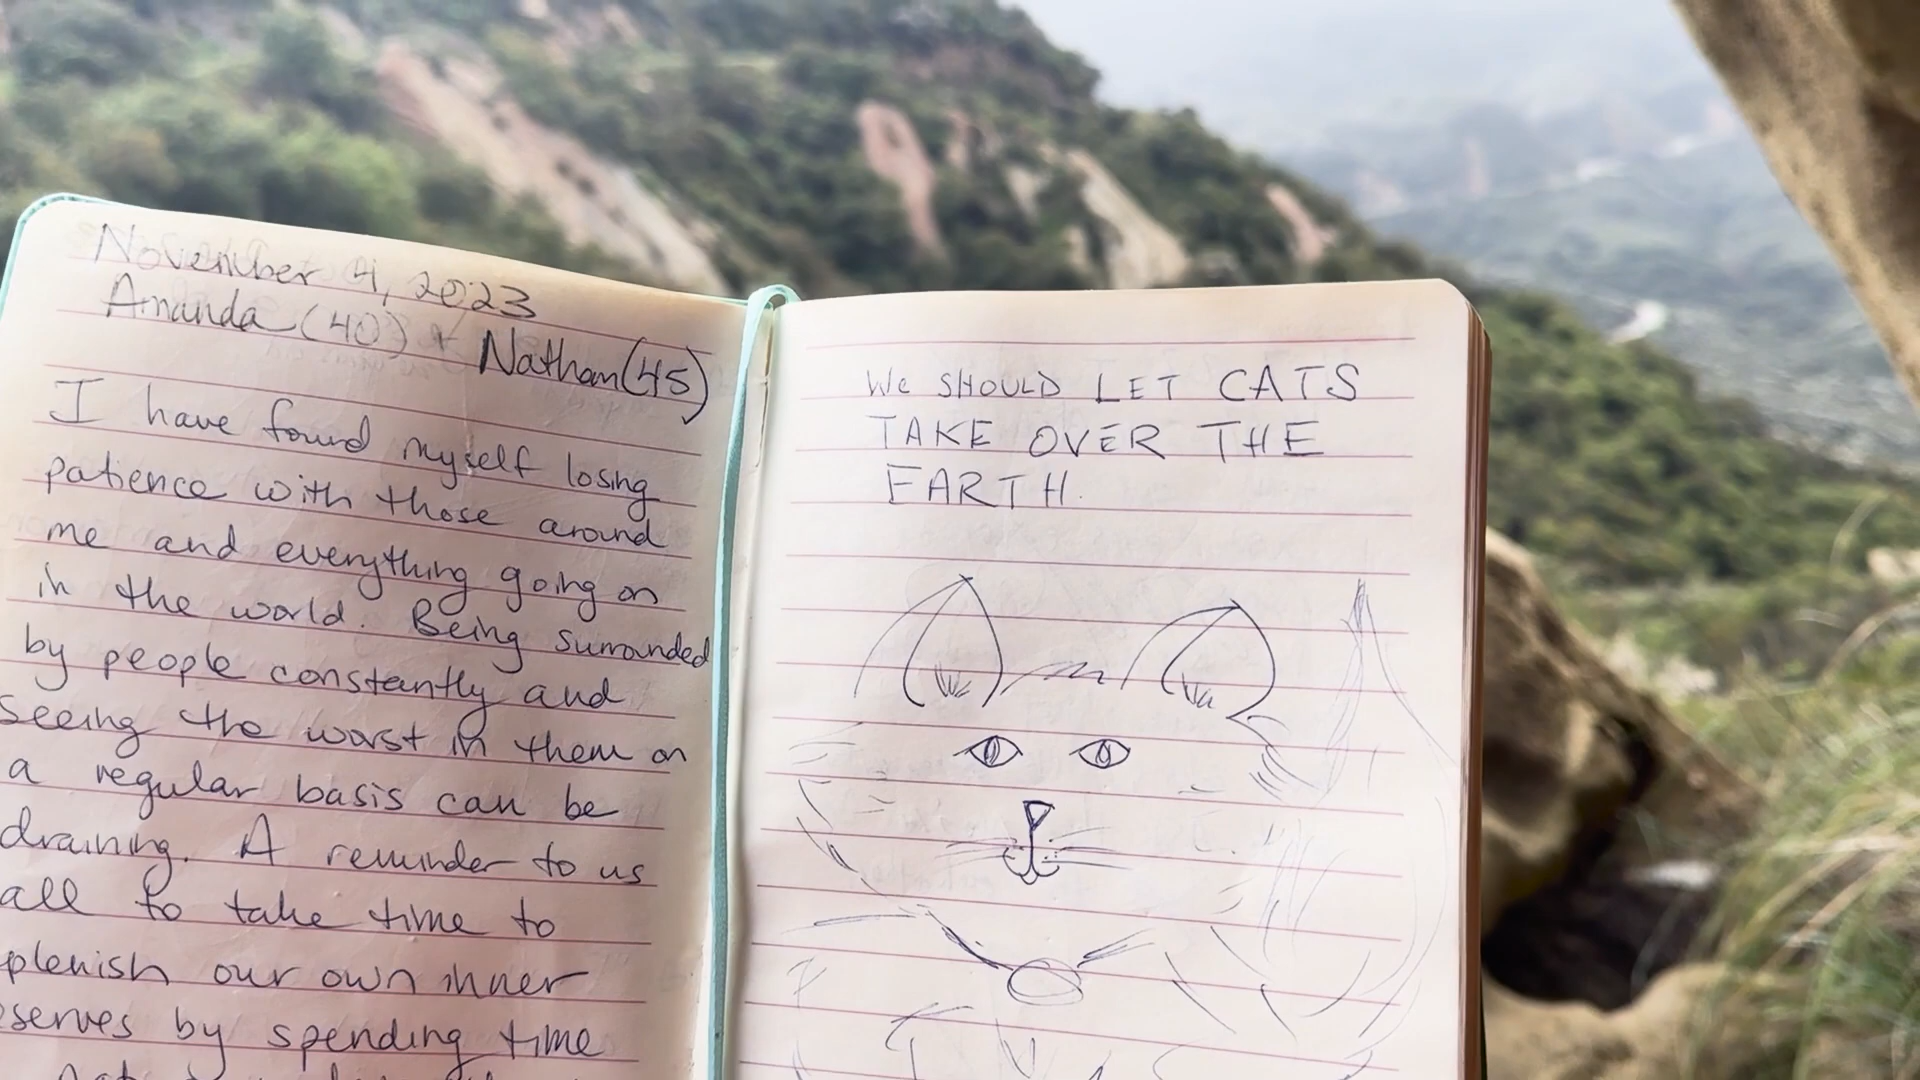 November 4, 2023
Amanda (40) &
Nathan (45)
I have found myself losing
patience with those around
me and everything going on
in the world. Being surrounded
by people constantly and
seeing the worst in them on
a regular basis can be
draining. A reminder to us
all to take time to
plenish our own inner
serves by spending time
WE SHOULD LET CATS
TAKE OVER THE
EARTH.